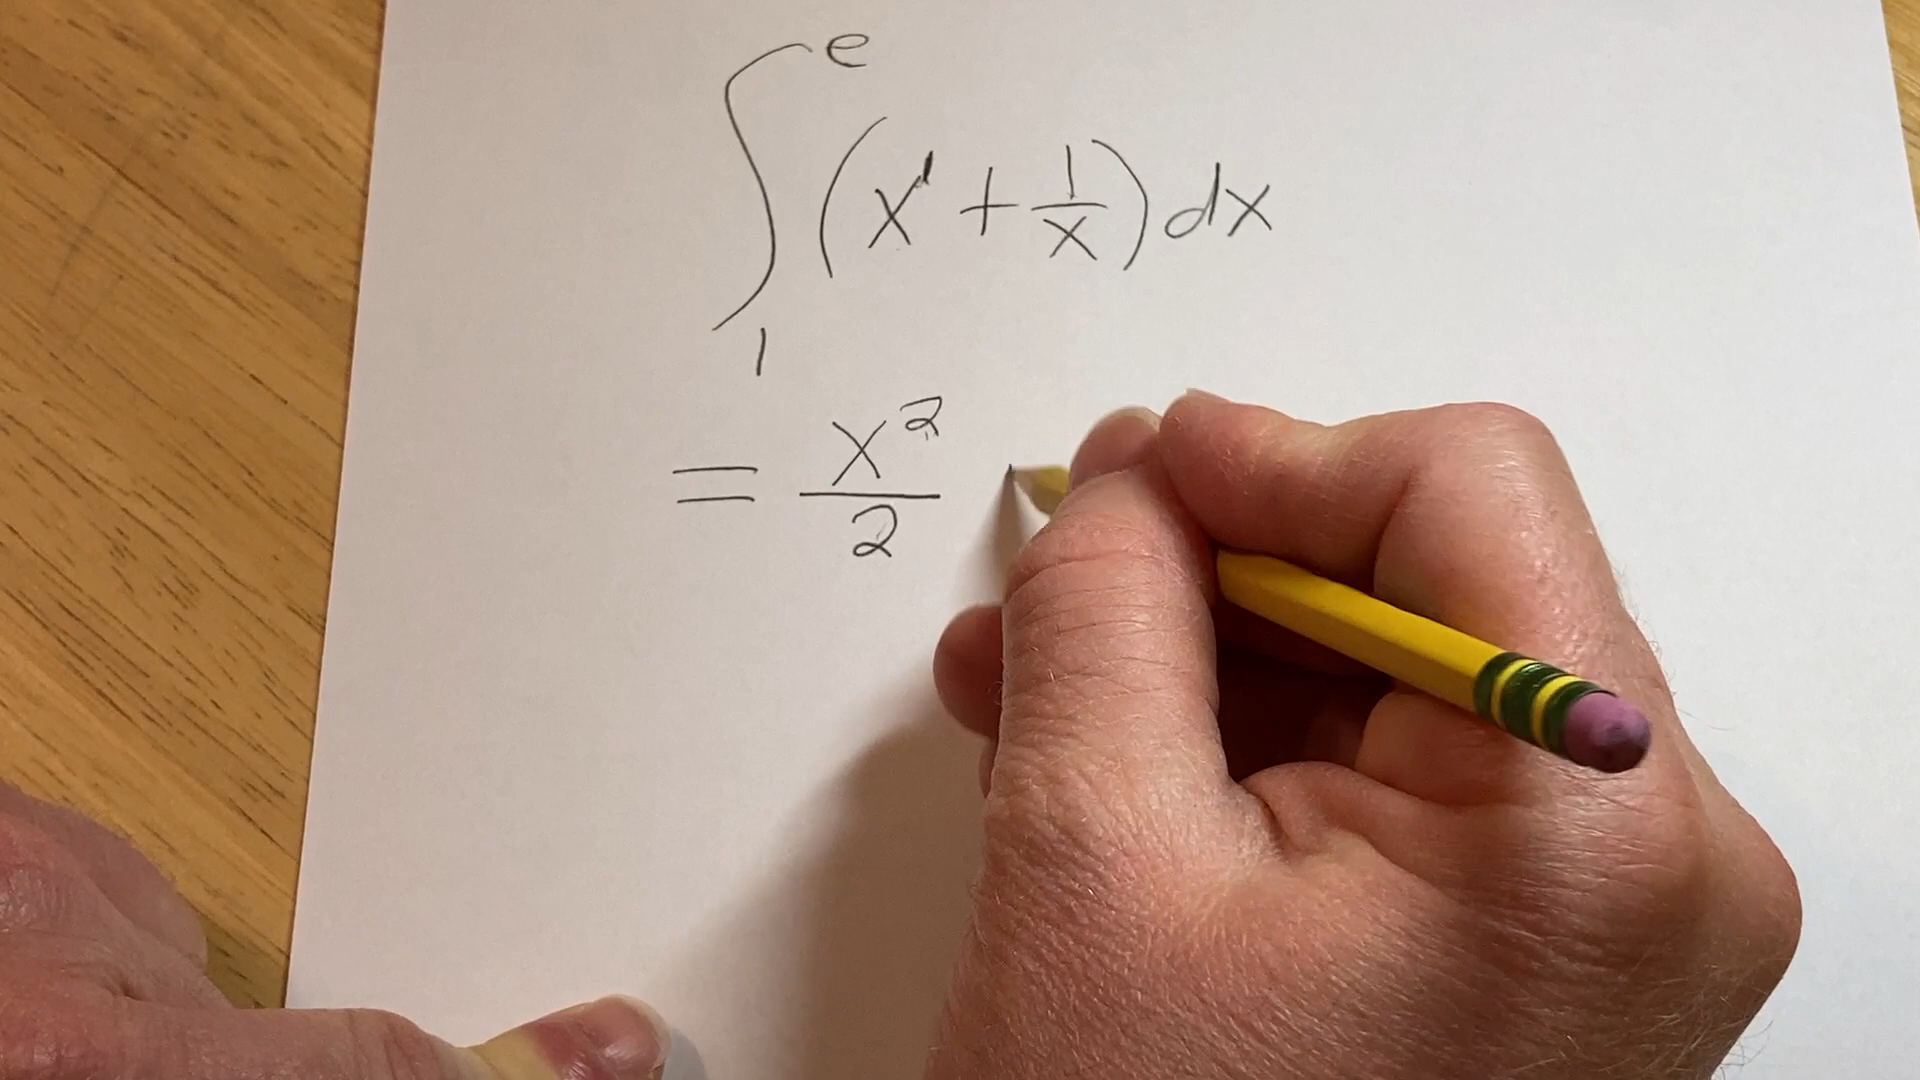 ∫₁ᵉ (x¹ + 1/x) dx
= x²/2